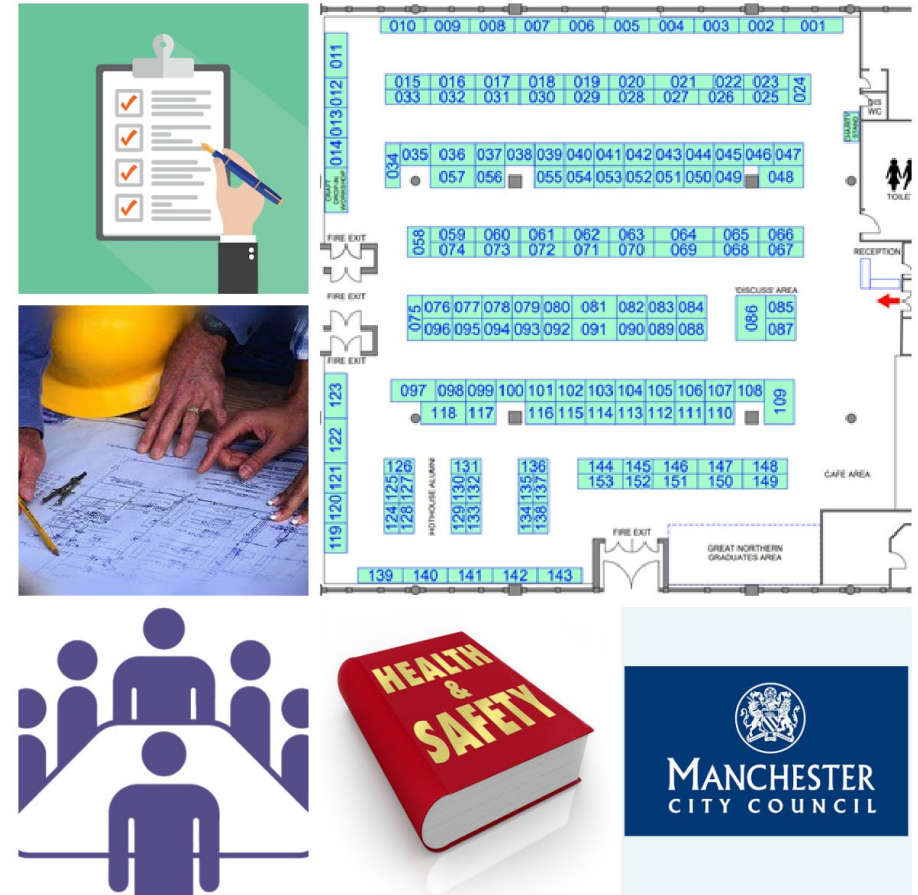 010 009 008 007 006 005 004 003 002 001
011
012
013
014
CRAFT
DROP-IN
WORKSHOP
015 016 017 018 019 020 021 022 023 024
033 032 031 030 029 028 027 026 025
CHARITY
STAND
DIS
WC
034 035 036 037 038 039 040 041 042 043 044 045 046 047
057 056 055 054 053 052 051 050 049 048
TOILE
FIRE EXIT
058 059 060 061 062 063 064 065 066
074 073 072 071 070 069 068 067
RECEPTION
FIRE EXIT
'DISCUSS' AREA
075 076 077 078 079 080 081 082 083 084 086 085
096 095 094 093 092 091 090 089 088 087
FIRE EXIT
123
122
121
120
119
097 098 099 100 101 102 103 104 105 106 107 108 109
118 117 116 115 114 113 112 111 110
126 131 136 144 145 146 147 148
125 127 130 132 135 137 153 152 151 150 149
124 128 129 133 134 138
HOTHOUSE ALUMNI
CAFE AREA
FIRE EXIT
GREAT NORTHERN
GRADUATES AREA
139 140 141 142 143
HEALTH
&
SAFETY
MANCHESTER
CITY COUNCIL